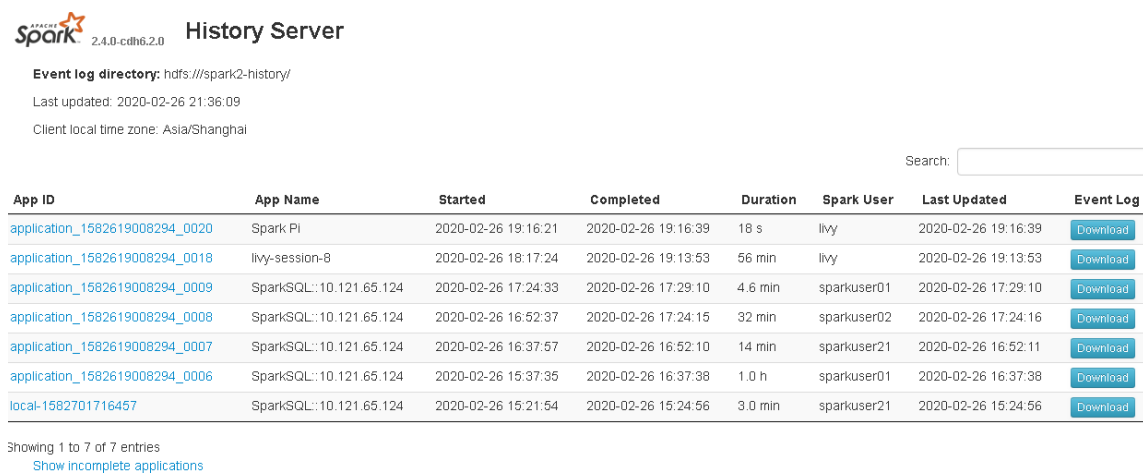 APACHE
Spark 2.4.0-cdh6.2.0 History Server
Event log directory: hdfs:///spark2-history/
Last updated: 2020-02-26 21:36:09
Client local time zone: Asia/Shanghai
Search:
App ID App Name Started Completed Duration Spark User Last Updated Event Log
application_1582619008294_0020 Spark Pi 2020-02-26 19:16:21 2020-02-26 19:16:39 18 s livy 2020-02-26 19:16:39 Download
application_1582619008294_0018 livy-session-8 2020-02-26 18:17:24 2020-02-26 19:13:53 56 min livy 2020-02-26 19:13:53 Download
application_1582619008294_0009 SparkSQL::10.121.65.124 2020-02-26 17:24:33 2020-02-26 17:29:10 4.6 min sparkuser01 2020-02-26 17:29:10 Download
application_1582619008294_0008 SparkSQL::10.121.65.124 2020-02-26 16:52:37 2020-02-26 17:24:15 32 min sparkuser02 2020-02-26 17:24:16 Download
application_1582619008294_0007 SparkSQL::10.121.65.124 2020-02-26 16:37:57 2020-02-26 16:52:10 14 min sparkuser21 2020-02-26 16:52:11 Download
application_1582619008294_0006 SparkSQL::10.121.65.124 2020-02-26 15:37:35 2020-02-26 16:37:38 1.0 h sparkuser01 2020-02-26 16:37:38 Download
local-1582701716457 SparkSQL::10.121.65.124 2020-02-26 15:21:54 2020-02-26 15:24:56 3.0 min sparkuser21 2020-02-26 15:24:56 Download
Showing 1 to 7 of 7 entries
Show incomplete applications